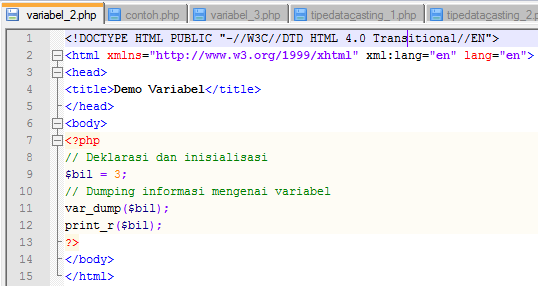 variabel_2.php contoh.php variabel_3.php tipedatacasting_1.php tipedatacasting_2.p
1 <!DOCTYPE HTML PUBLIC "-//W3C//DTD HTML 4.0 Transitional//EN">
2 <html xmlns="http://www.w3.org/1999/xhtml" xml:lang="en" lang="en">
3 <head>
4 <title>Demo Variabel</title>
5 </head>
6 <body>
7 <?php
8 // Deklarasi dan inisialisasi
9 $bil = 3;
10 // Dumping informasi mengenai variabel
11 var_dump($bil);
12 print_r($bil);
13 ?>
14 </body>
15 </html>